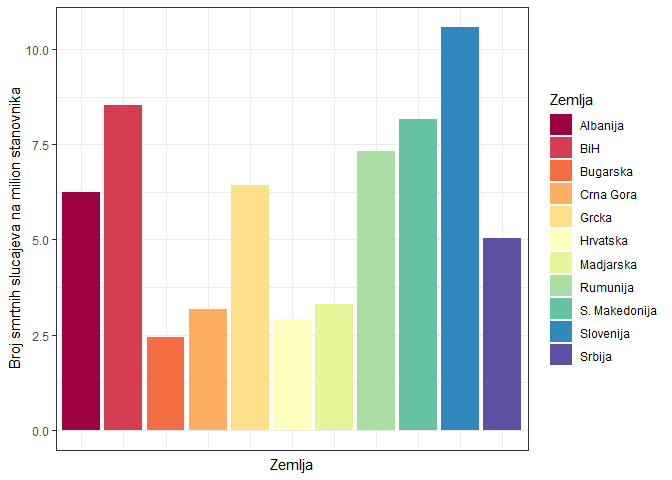 Broj smrtnih slucajeva na milion stanovnika
10.0
7.5
5.0
2.5
0.0
Zemlja
Zemlja
Albanija
BiH
Bugarska
Crna Gora
Grcka
Hrvatska
Madjarska
Rumunija
S. Makedonija
Slovenija
Srbija